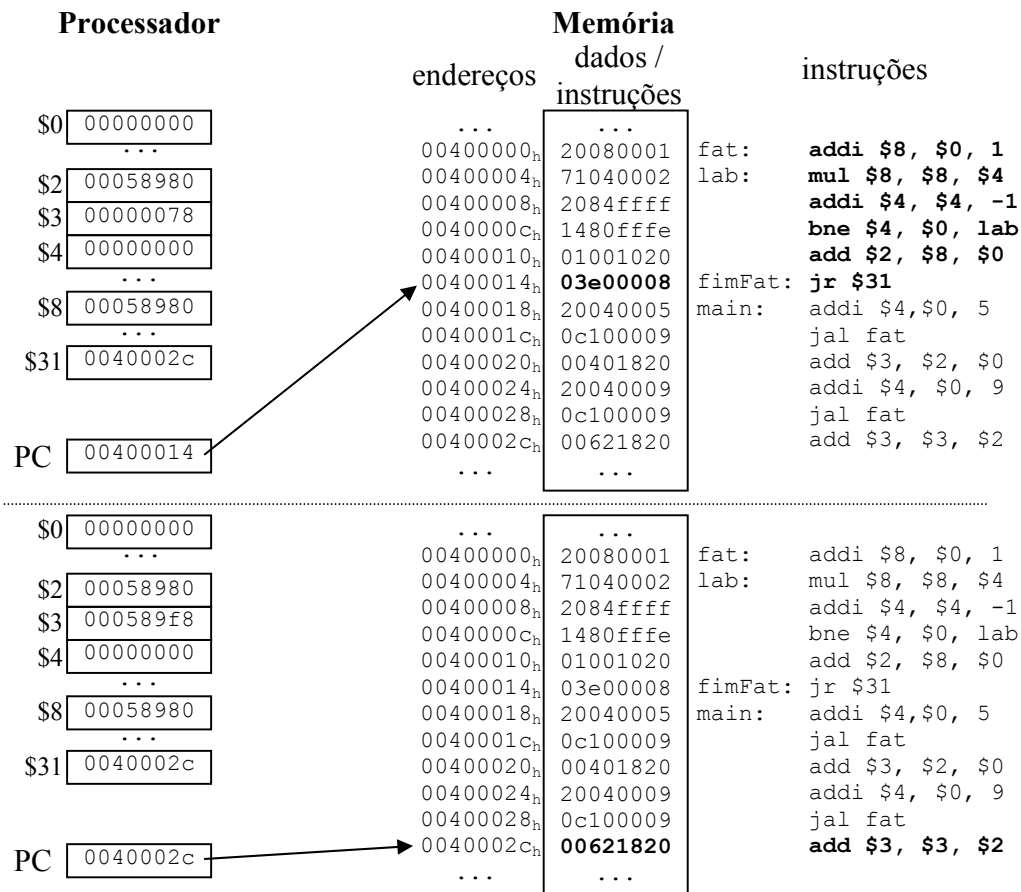 Processador Memória
endereços dados / instruções
instruções
$0 00000000 ... ...
... 00400000h 20080001 fat: addi $8, $0, 1
$2 00058980 00400004h 71040002 lab: mul $8, $8, $4
$3 00000078 00400008h 2084ffff addi $4, $4, -1
0040000ch 1480fffe bne $4, $0, lab
$4 00000000 00400010h 01001020 add $2, $8, $0
... 00400014h 03e00008 fimFat: jr $31
$8 00058980 00400018h 20040005 main: addi $4,$0, 5
... 0040001ch 0c100009 jal fat
$31 0040002c 00400020h 00401820 add $3, $2, $0
00400024h 20040009 addi $4, $0, 9
00400028h 0c100009 jal fat
PC 00400014 0040002ch 00621820 add $3, $3, $2
... ...
$0 00000000 ... ...
... 00400000h 20080001 fat: addi $8, $0, 1
$2 00058980 00400004h 71040002 lab: mul $8, $8, $4
$3 000589f8 00400008h 2084ffff addi $4, $4, -1
0040000ch 1480fffe bne $4, $0, lab
$4 00000000 00400010h 01001020 add $2, $8, $0
... 00400014h 03e00008 fimFat: jr $31
$8 00058980 00400018h 20040005 main: addi $4,$0, 5
... 0040001ch 0c100009 jal fat
$31 0040002c 00400020h 00401820 add $3, $2, $0
00400024h 20040009 addi $4, $0, 9
00400028h 0c100009 jal fat
PC 0040002c 0040002ch 00621820 add $3, $3, $2
... ...